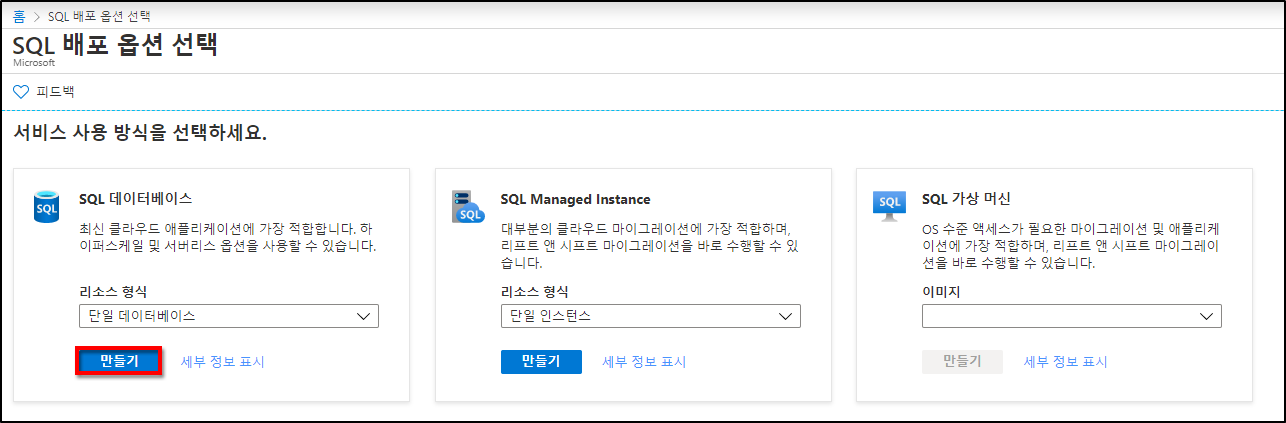 홈 > SQL 배포 옵션 선택
SQL 배포 옵션 선택
Microsoft
피드백
서비스 사용 방식을 선택하세요.
SQL
SQL 데이터베이스
최신 클라우드 애플리케이션에 가장 적합합니다. 하
이퍼스케일 및 서버리스 옵션을 사용할 수 있습니다.
리소스 형식
단일 데이터베이스
만들기
세부 정보 표시
SQL
SQL Managed Instance
대부분의 클라우드 마이그레이션에 가장 적합하며,
리프트 앤 시프트 마이그레이션을 바로 수행할 수 있
습니다.
리소스 형식
단일 인스턴스
만들기
세부 정보 표시
SQL
SQL 가상 머신
OS 수준 액세스가 필요한 마이그레이션 및 애플리케
이션에 가장 적합하며, 리프트 앤 시프트 마이그레이
션을 바로 수행할 수 있습니다.
이미지
만들기
세부 정보 표시